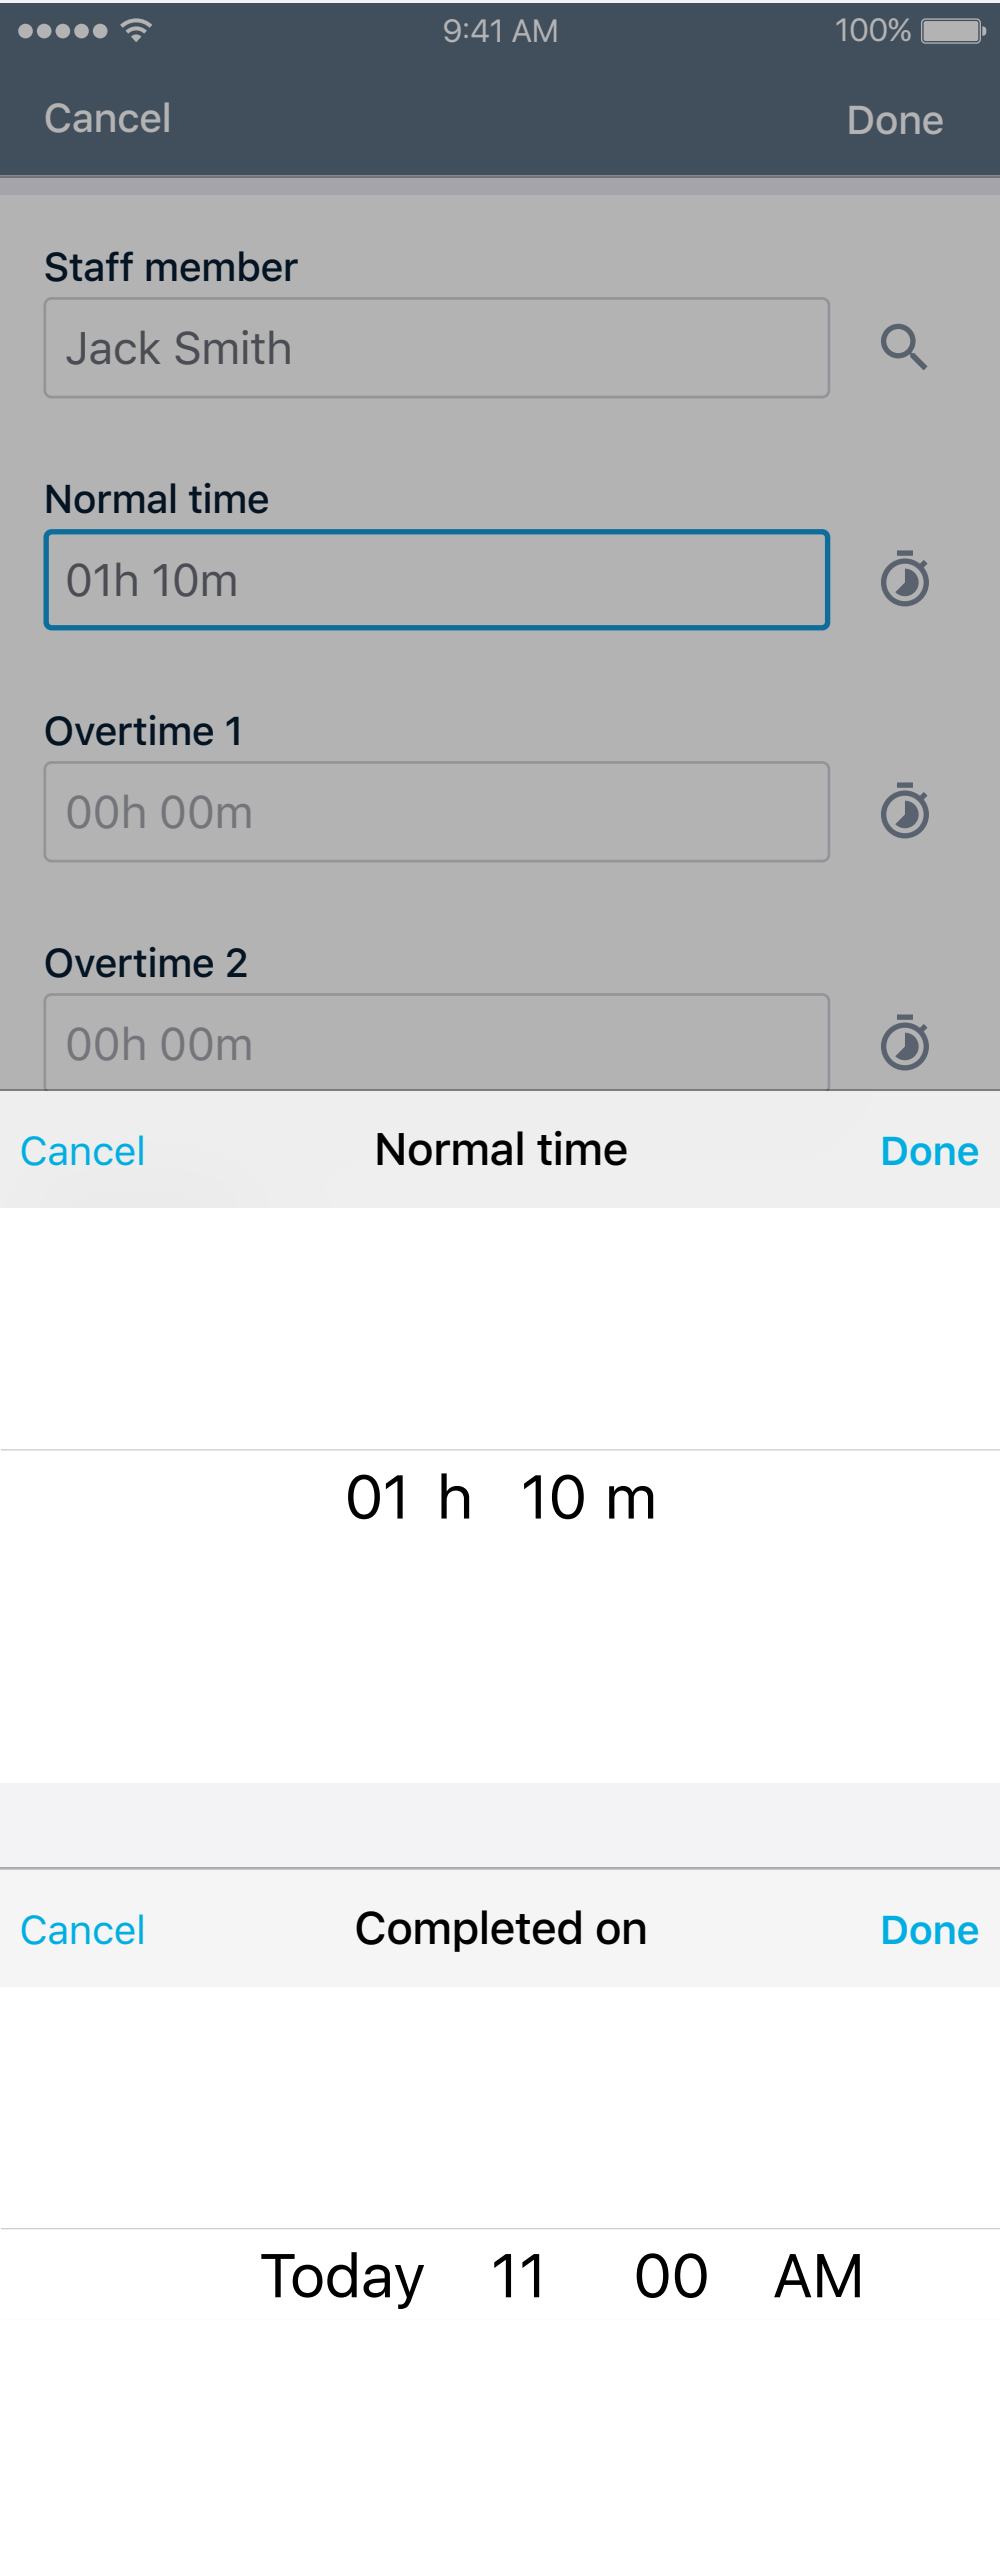 9:41 AM 100%
Cancel Done
Staff member
Jack Smith
Normal time
01h 10m
Overtime 1
00h 00m
Overtime 2
00h 00m
Cancel Normal time Done
01 h 10 m
Cancel Completed on Done
Today 11 00 AM